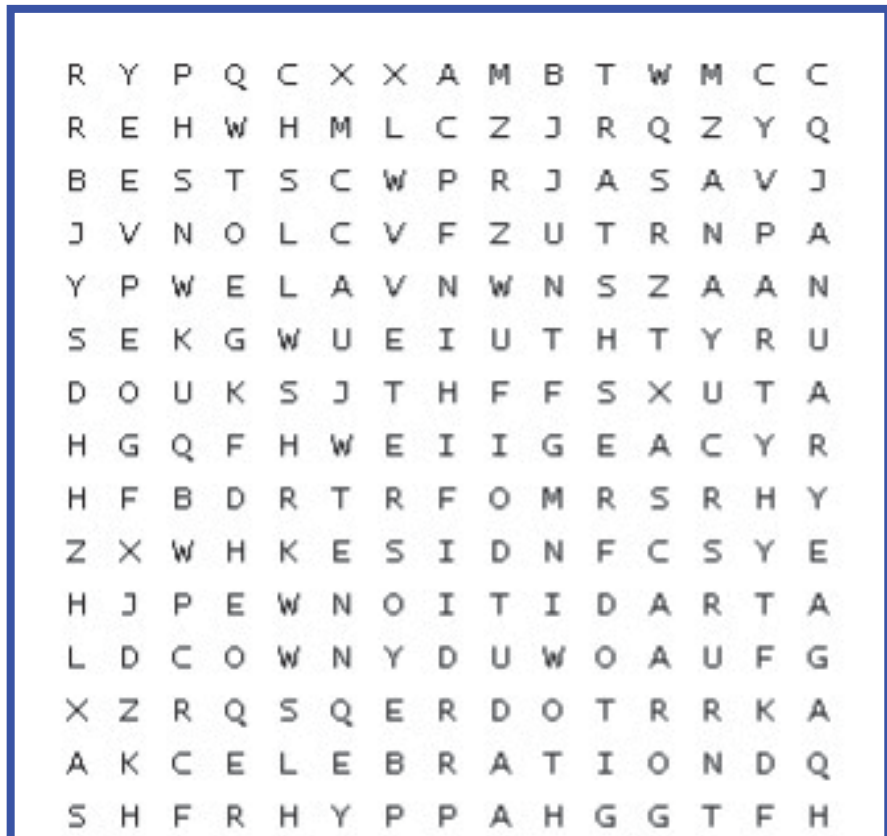 R Y P Q C X X A M B T W M C C
R E H W H M L C Z J R Q Z Y Q
B E S T S C W P R J A S A V J
J V N O L C V F Z U T R N P A
Y P W E L A V N W N S Z A A N
S E K G W U E I U T H T Y R U
D O U K S J T H F F S X U T A
H G Q F H W E I I G E A C Y R
H F B D R T R F O M R S R H Y
Z X W H K E S I D N F C S Y E
H J P E W N O I T I D A R T A
L D C O W N Y D U W O A U F G
X Z R Q S Q E R D O T R R K A
A K C E L E B R A T I O N D Q
S H F R H Y P P A H G G T F H